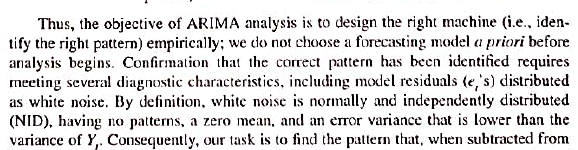 Thus, the objective of ARIMA analysis is to design the right machine (i.e., iden-
tify the right pattern) empirically; we do not choose a forecasting model a priori before
analysis begins. Confirmation that the correct pattern has been identified requires
meeting several diagnostic characteristics, including model residuals (eₜ's) distributed
as white noise. By definition, white noise is normally and independently distributed
(NID), having no patterns, a zero mean, and an error variance that is lower than the
variance of Yₜ. Consequently, our task is to find the pattern that, when subtracted from